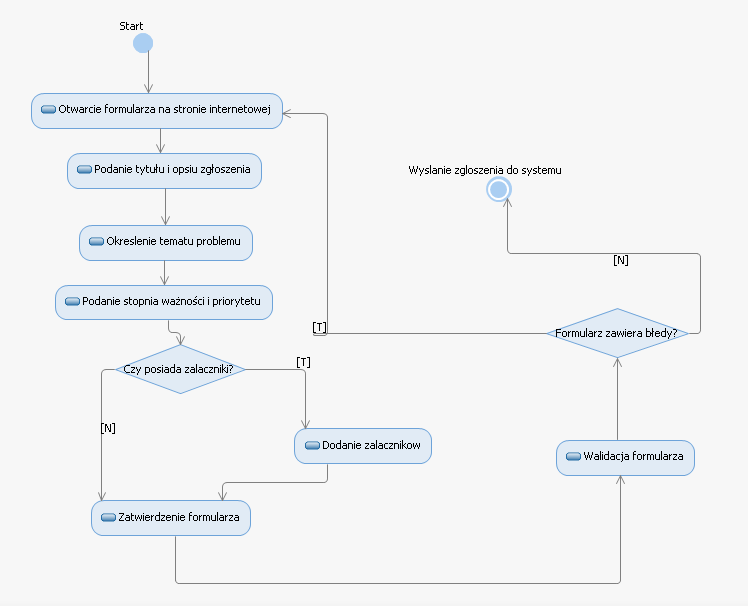 Start
Otwarcie formularza na stronie internetowej
Podanie tytułu i opsiu zgłoszenia
Okreslenie tematu problemu
Podanie stopnia ważności i priorytetu
Czy posiada zalaczniki?
[T]
[N]
Dodanie zalacznikow
Zatwierdzenie formularza
Walidacja formularza
Formularz zawiera błedy?
[T]
[N]
Wyslanie zgloszenia do systemu